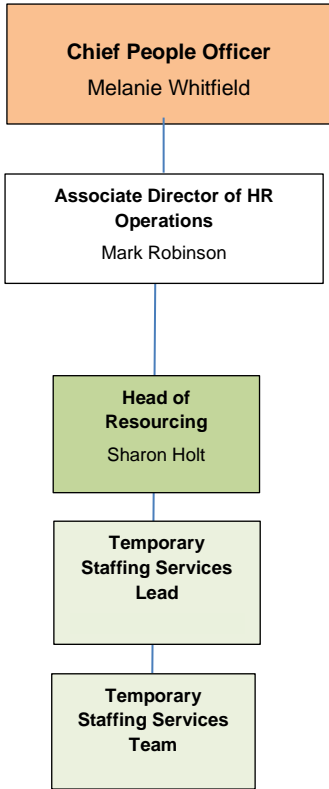 Chief People Officer
Melanie Whitfield
Associate Director of HR
Operations
Mark Robinson
Head of
Resourcing
Sharon Holt
Temporary
Staffing Services
Lead
Temporary
Staffing Services
Team